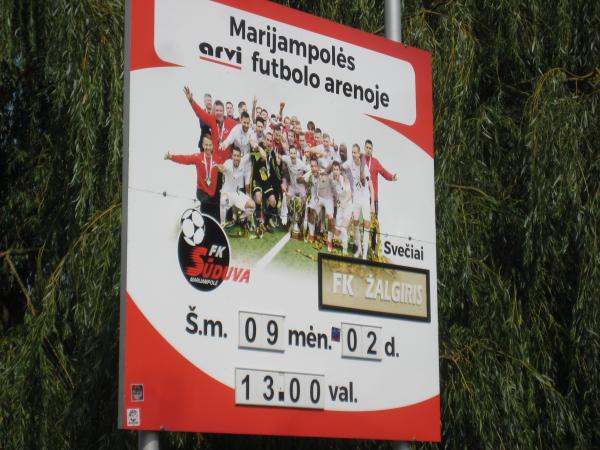 Marijampolės
arvi futbolo arenoje
FK
SŪDUVA
MARIJAMPOLĖ
Svečiai
FK ŽALGIRIS
Š.m. 09 mėn. 02 d.
13.00 val.